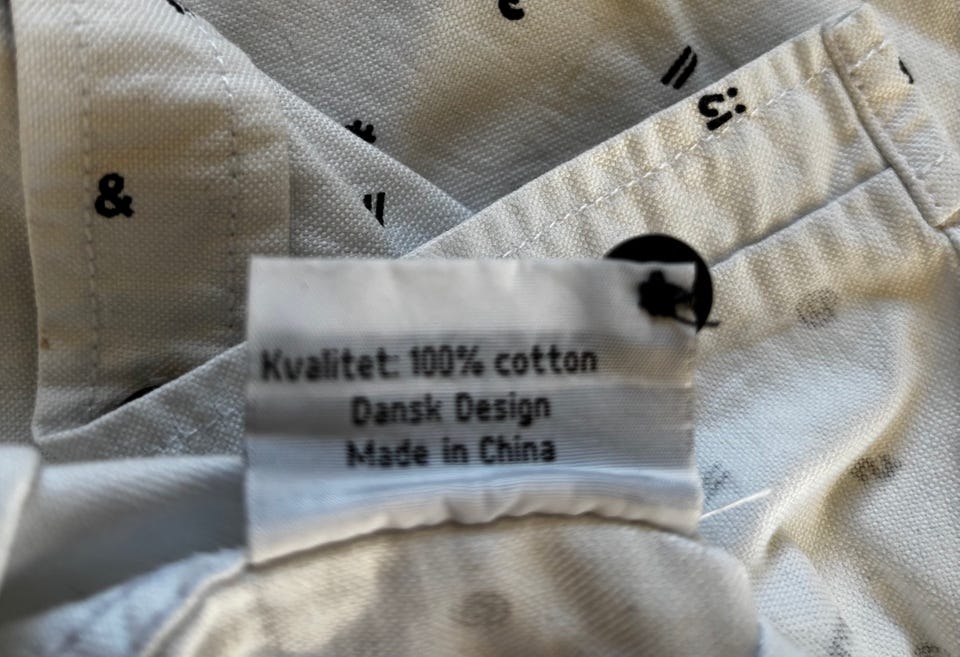 &
Kvalitet: 100% cotton
Dansk Design
Made in China